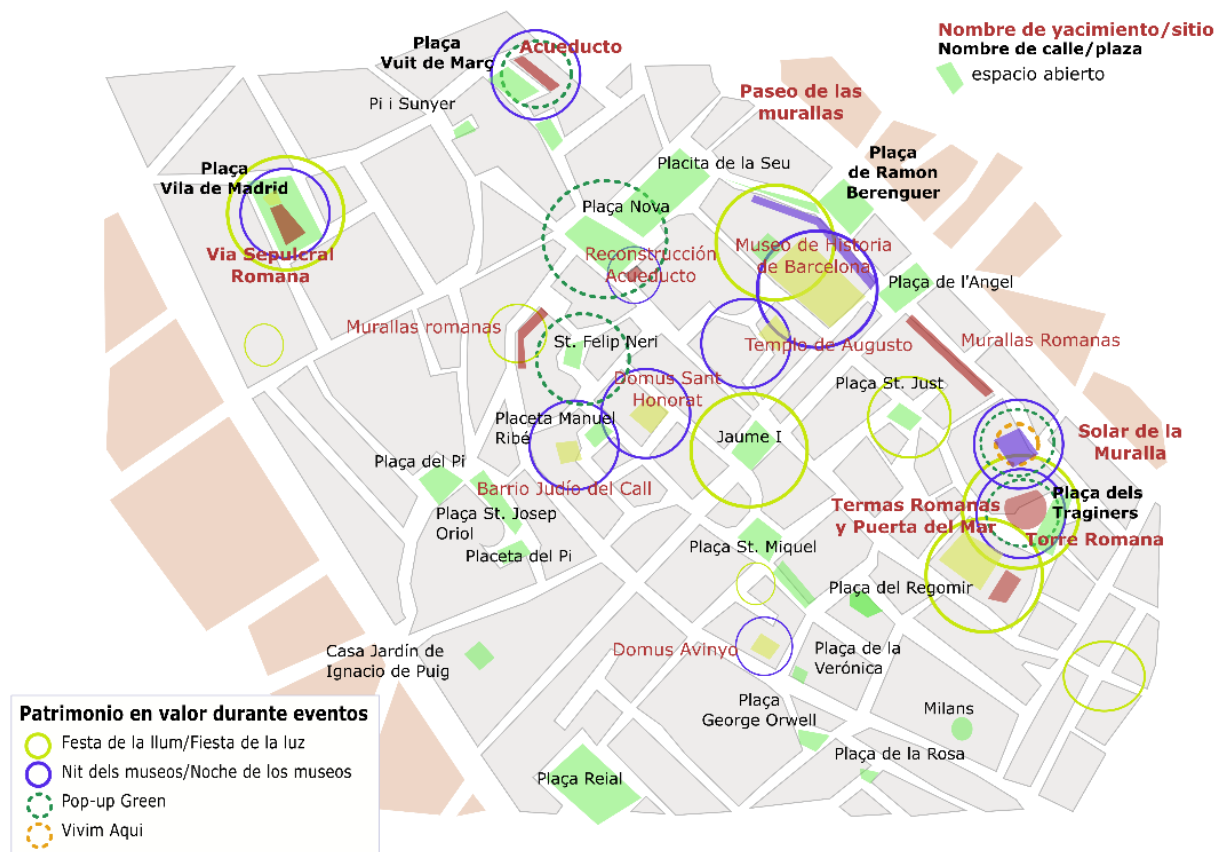 Plaça
Vuit de Març
Acueducto
Nombre de yacimiento/sitio
Nombre de calle/plaza
espacio abierto
Pi i Sunyer
Paseo de las
murallas
Plaça
Vila de Madrid
Placita de la Seu
Plaça
de Ramon
Berenguer
Plaça Nova
Via Sepulcral
Romana
Reconstrucción
Acueducto
Museo de Historia
de Barcelona
Plaça de l'Angel
Murallas romanas
St. Felip Neri
Templo de Augusto
Murallas Romanas
Domus Sant
Honorat
Plaça St. Just
Placeta Manuel
Ribé
Jaume I
Solar de la
Muralla
Plaça del Pi
Barrio Judío del Call
Plaça St. Josep
Oriol
Placeta del Pi
Termas Romanas
y Puerta del Mar
Plaça dels
Traginers
Torre Romana
Plaça St. Miquel
Plaça del Regomir
Casa Jardín de
Ignacio de Puig
Domus Avinyo
Plaça de la
Verónica
Plaça
George Orwell
Milans
Plaça de la Rosa
Plaça Reial
Patrimonio en valor durante eventos
Festa de la llum/Fiesta de la luz
Nit dels museos/Noche de los museos
Pop-up Green
Vivim Aqui